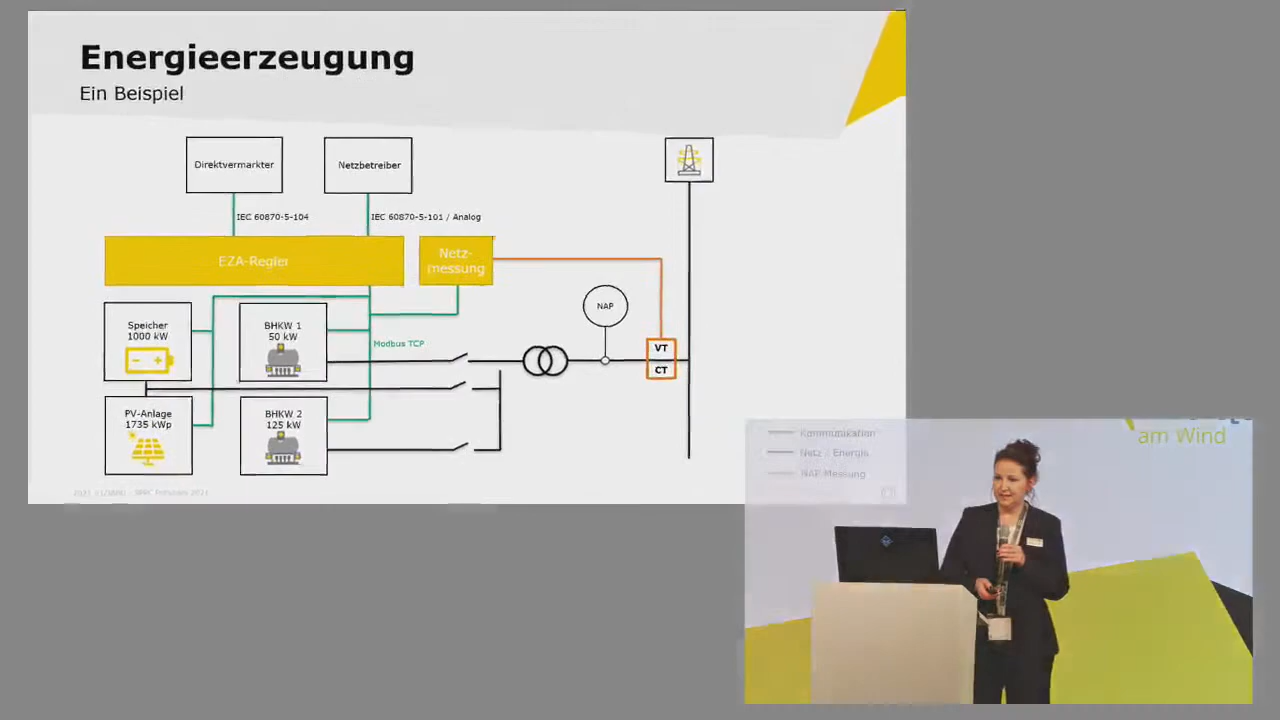 Energieerzeugung
Ein Beispiel
Direktvermarkter
Netzbetreiber
IEC 60870-5-104
IEC 60870-5-101 / Analog
EZA-Regler
Netz-
messung
Speicher
1000 kW
BHKW 1
50 kW
Modbus TCP
NAP
VT
CT
PV-Anlage
1735 kWp
BHKW 2
125 kW
Kommunikation
Netz / Energie
NAP Messung
am Wind